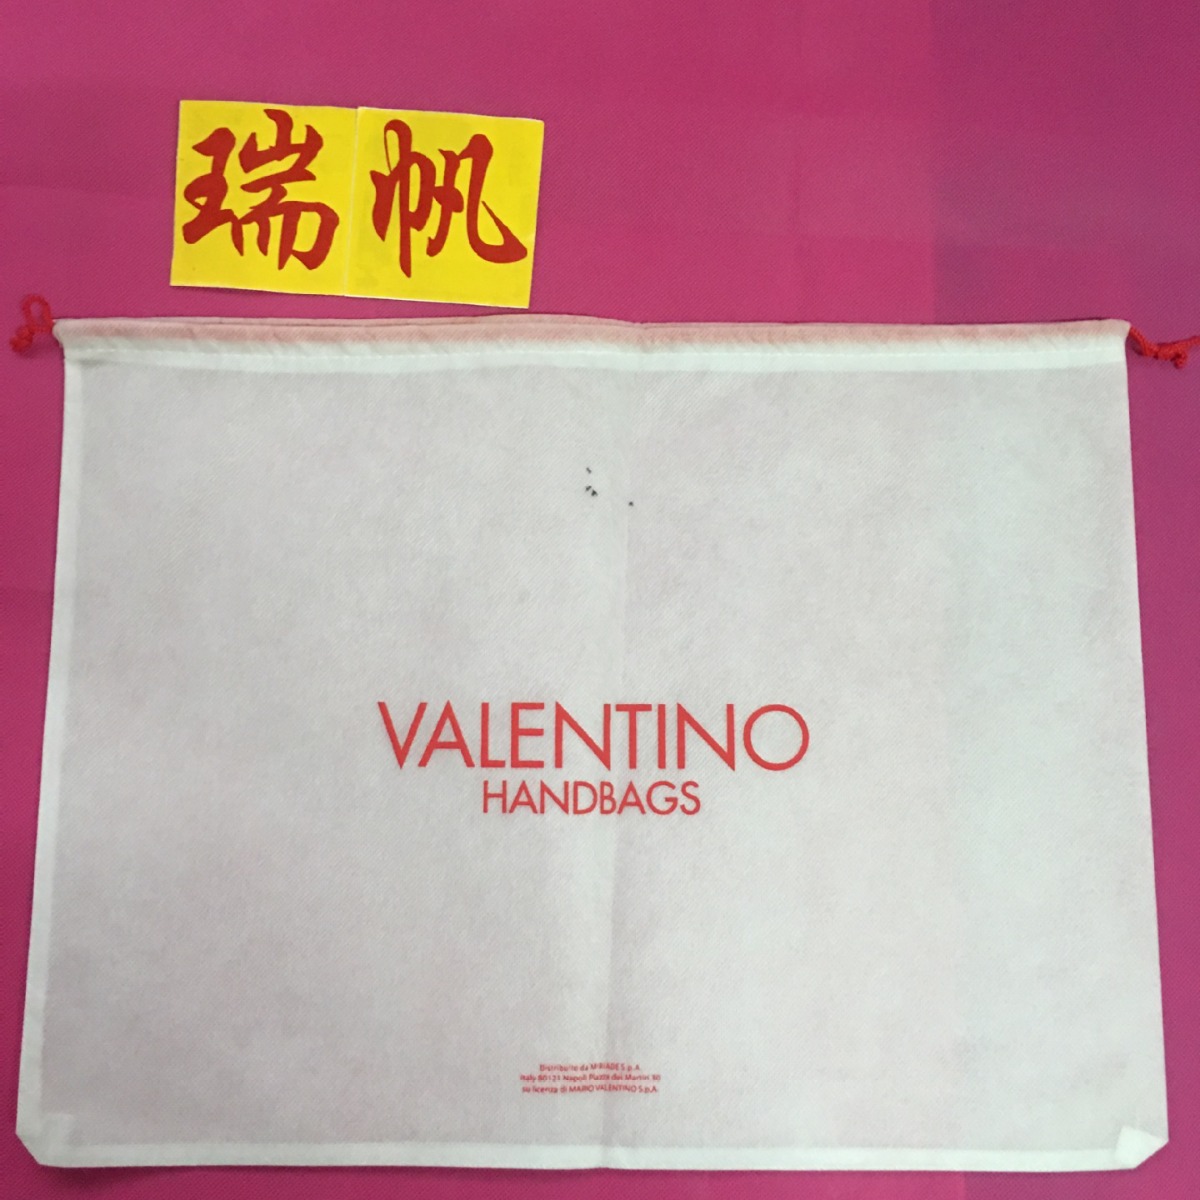 瑞帆
VALENTINO
HANDBAGS
Distribuito da MIRIADE S.p.A.
Italy 80121 Napoli Piazza dei Martiri 30
su licenza di MARIO VALENTINO S.p.A.